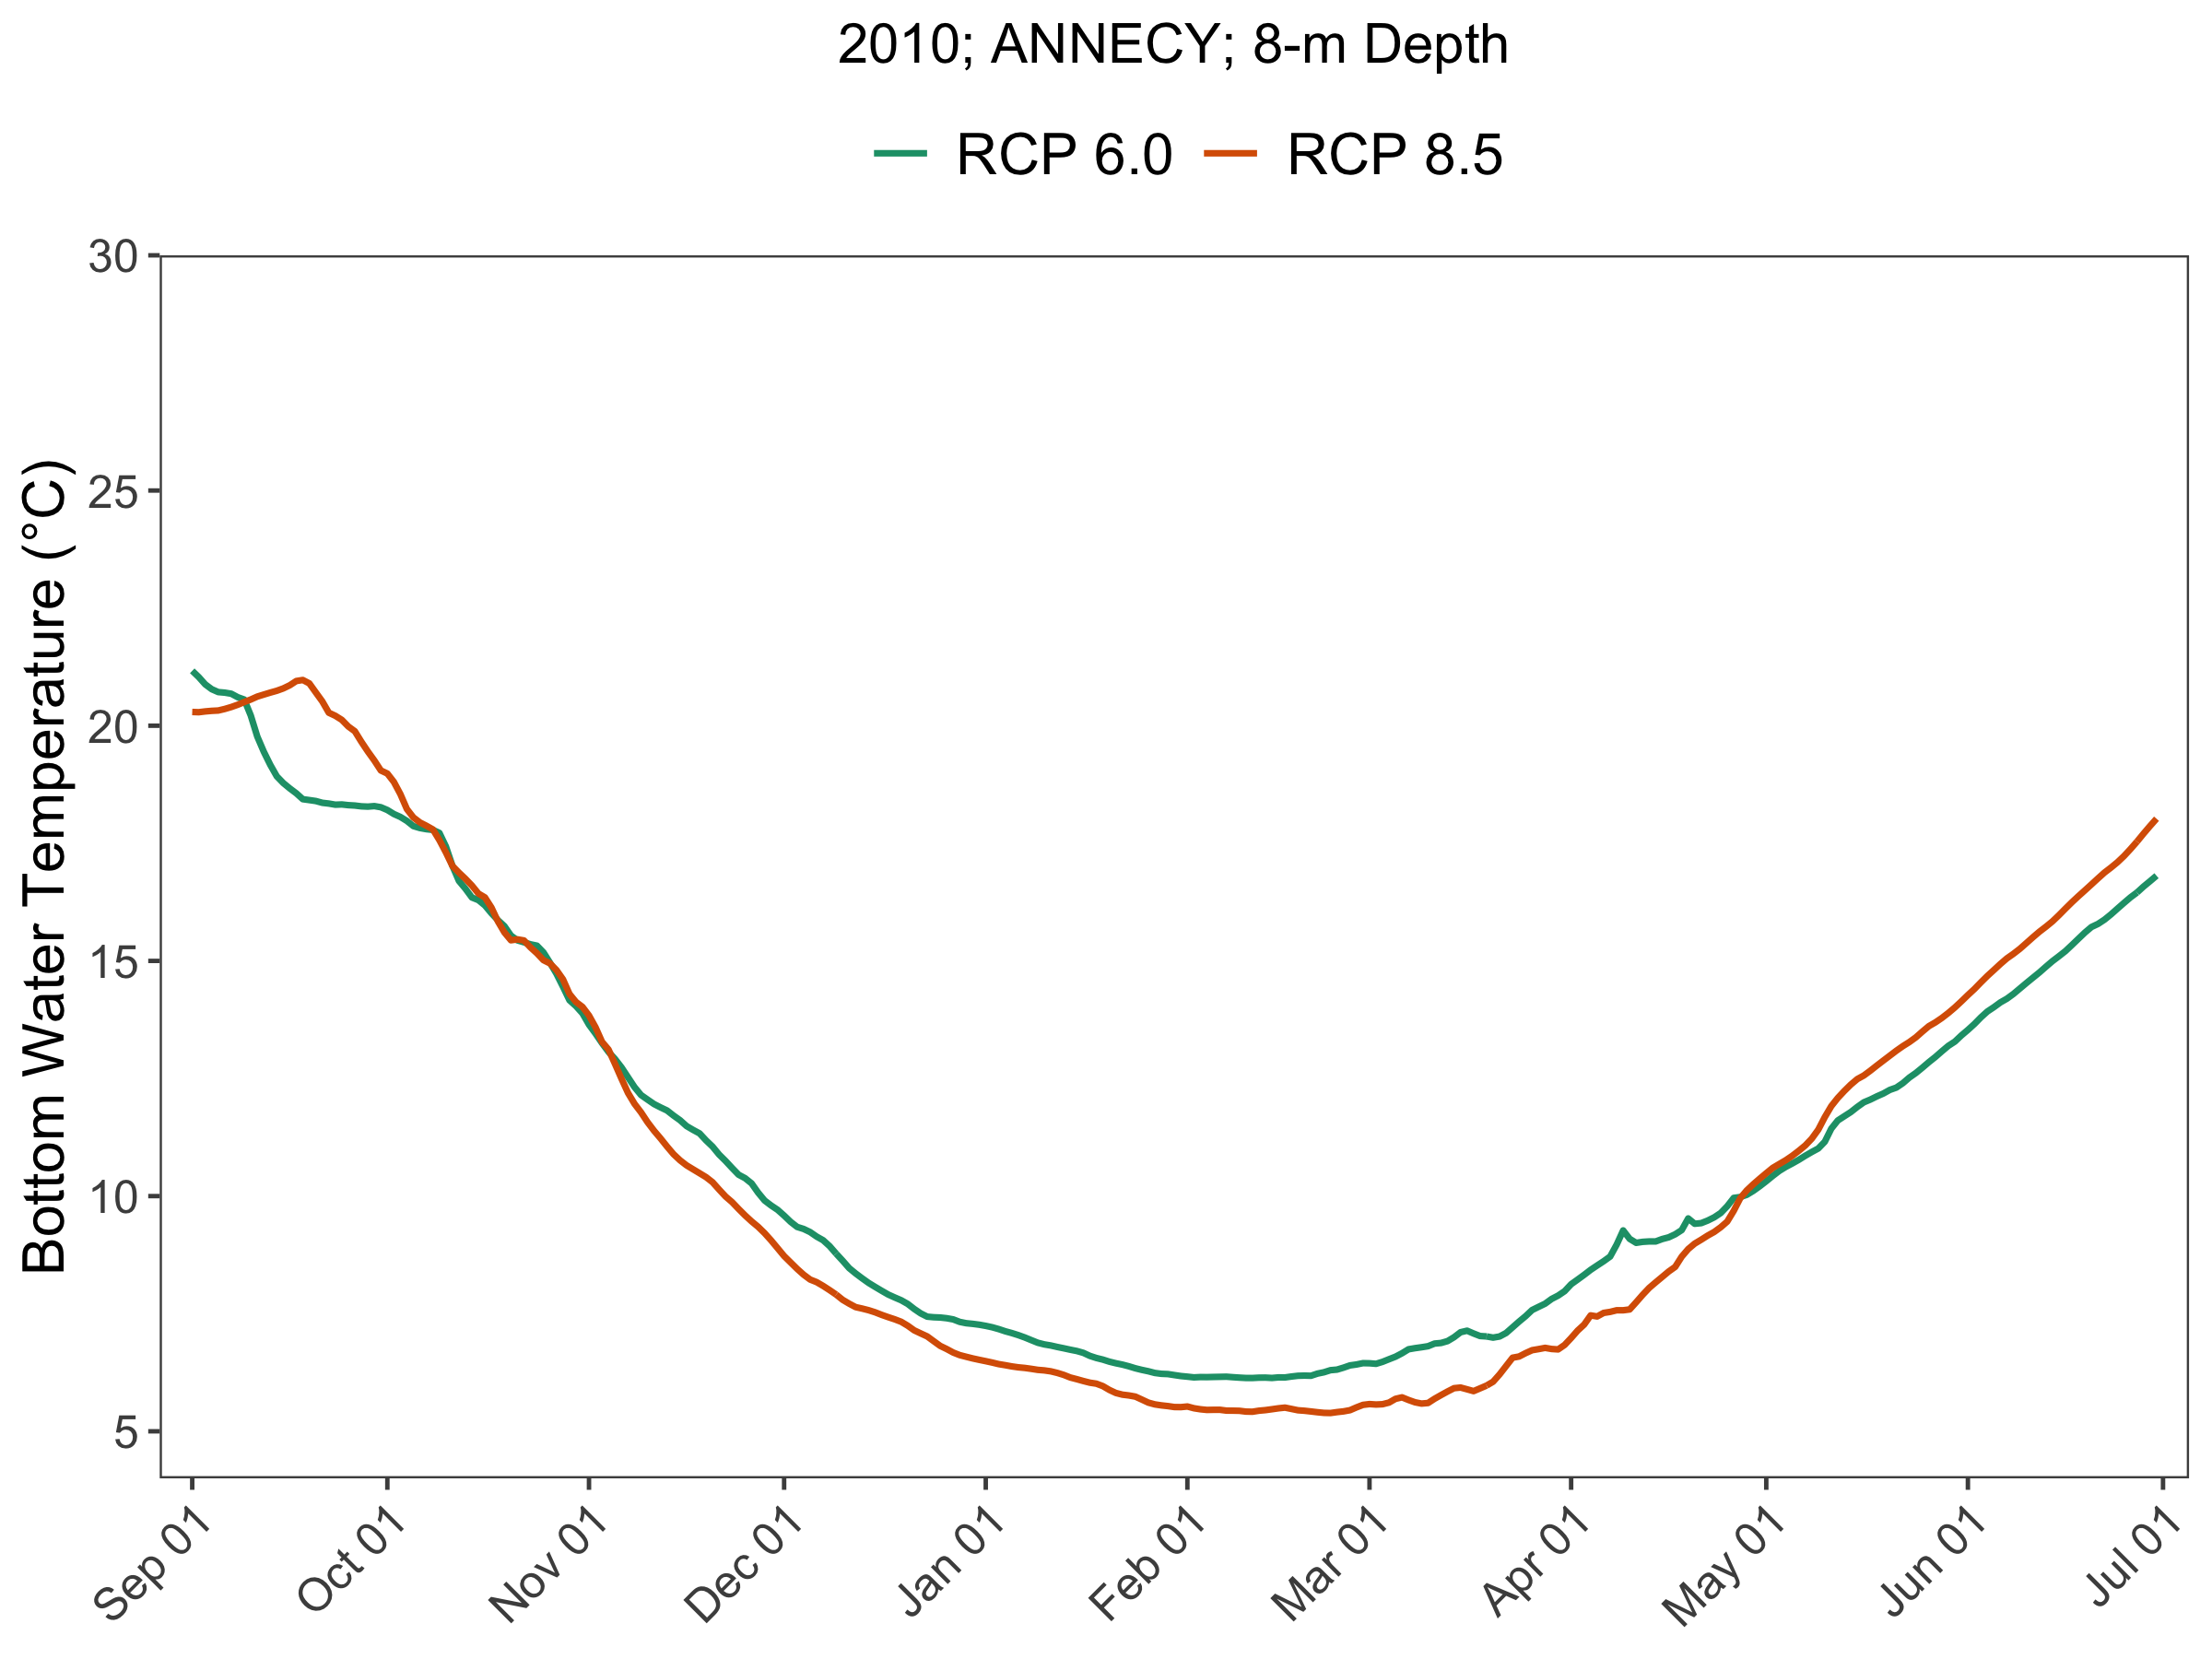 2010; ANNECY; 8-m Depth
RCP 6.0 RCP 8.5
Bottom Water Temperature (°C)
30
25
20
15
10
5
Sep 01
Oct 01
Nov 01
Dec 01
Jan 01
Feb 01
Mar 01
Apr 01
May 01
Jun 01
Jul 01